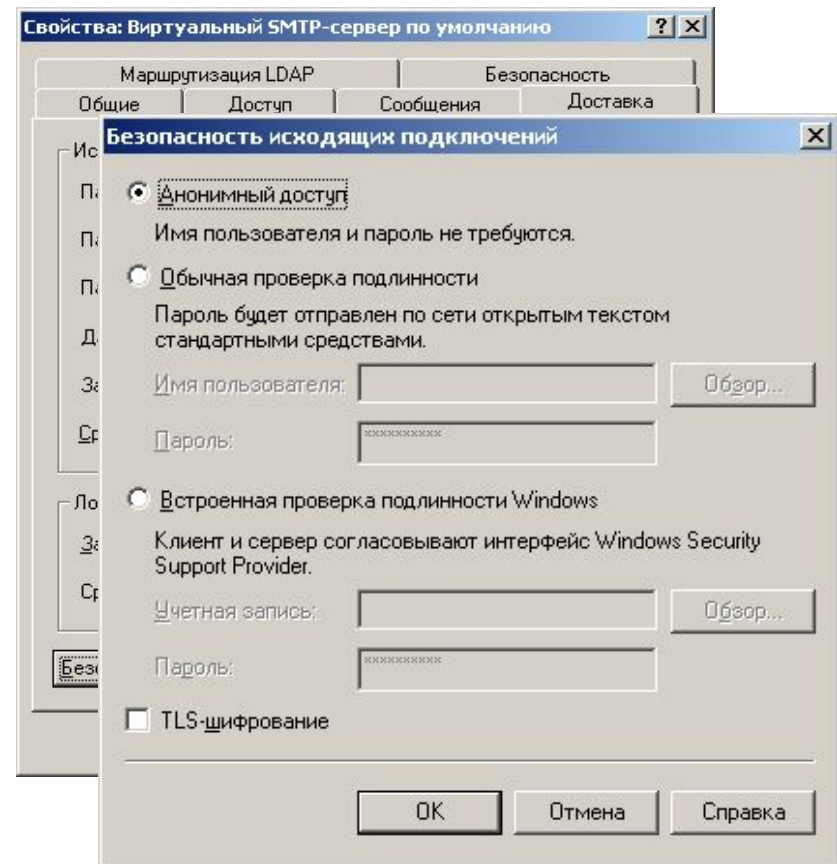 Свойства: Виртуальный SMTP-сервер по умолчанию
Маршрутизация LDAP Безопасность
Общие Доступ Сообщения Доставка
Безопасность исходящих подключений
Анонимный доступ
Имя пользователя и пароль не требуются.
Обычная проверка подлинности
Пароль будет отправлен по сети открытым текстом
стандартными средствами.
Имя пользователя: Обзор...
Пароль: **********
Встроенная проверка подлинности Windows
Клиент и сервер согласовывают интерфейс Windows Security
Support Provider.
Учетная запись: Обзор...
Пароль: **********
TLS-шифрование
OK Отмена Справка